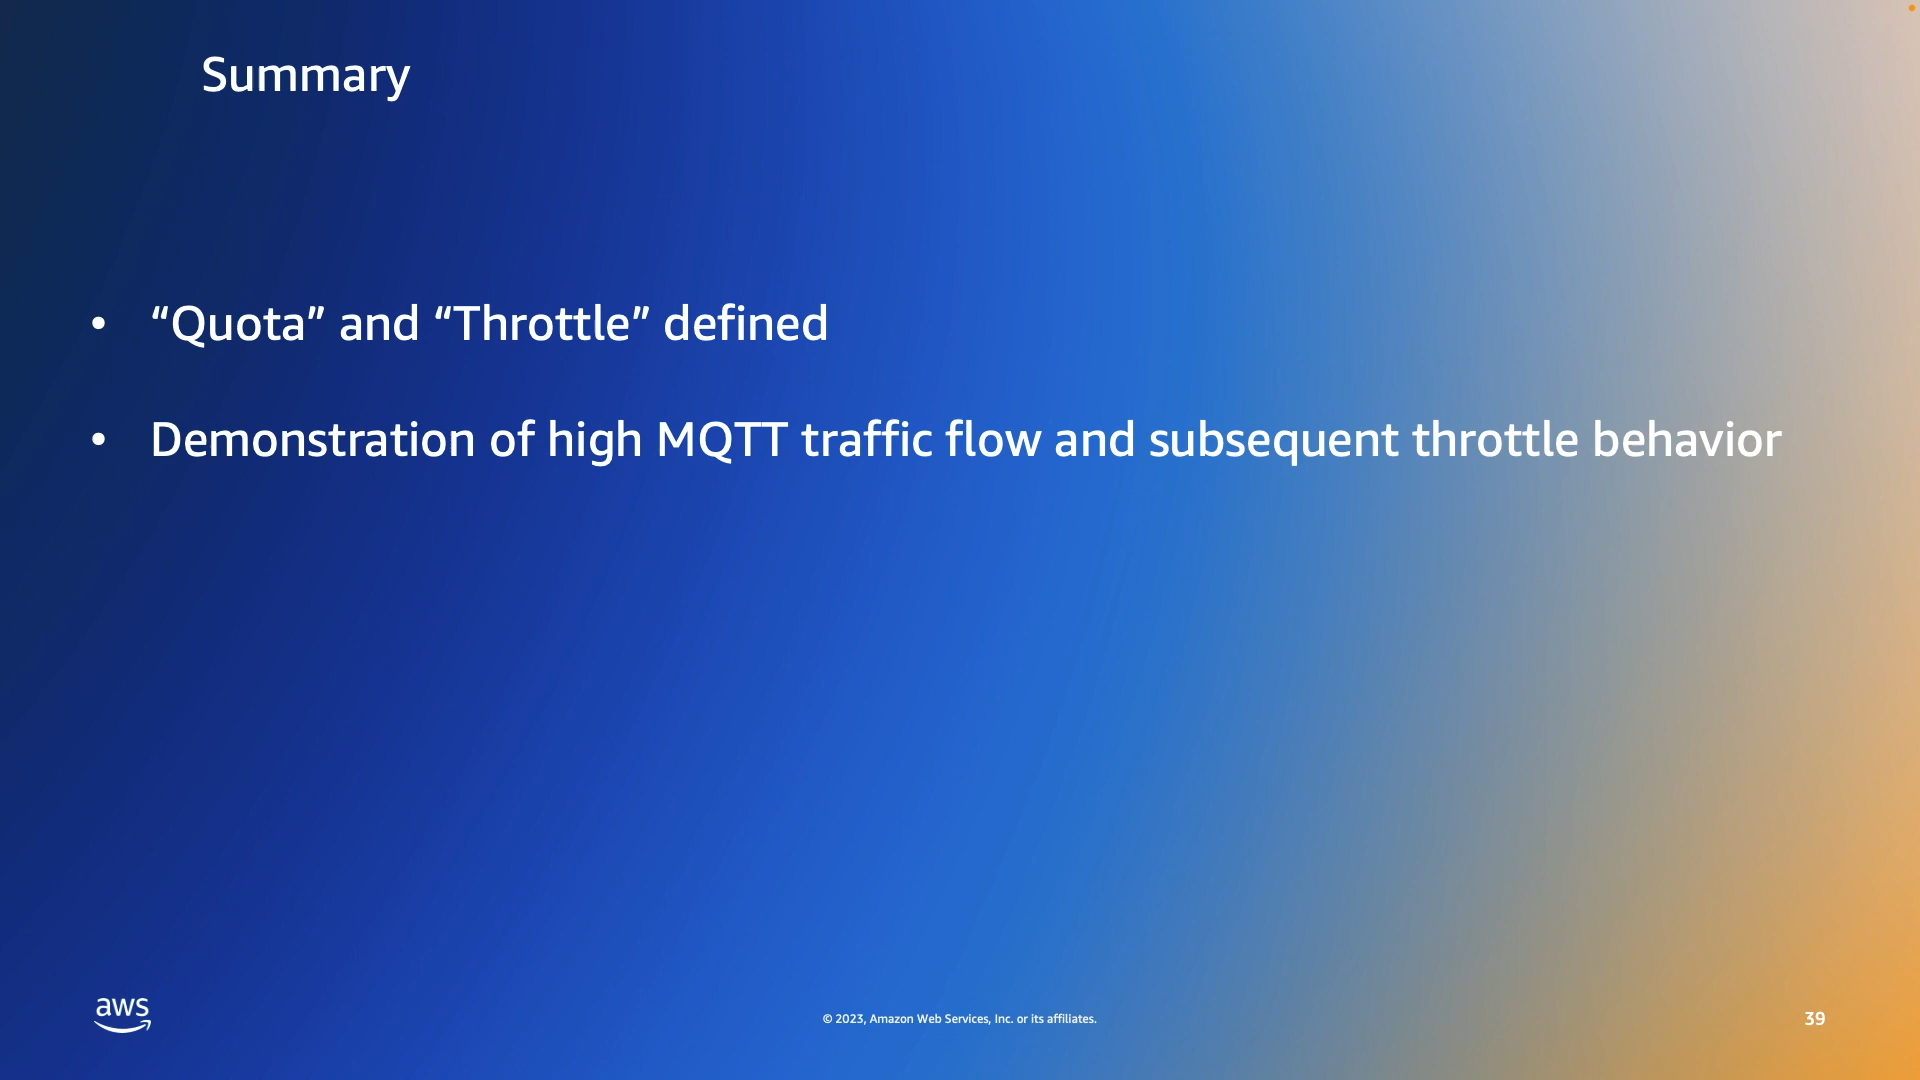 Summary
• “Quota” and “Throttle” defined
• Demonstration of high MQTT traffic flow and subsequent throttle behavior
aws
© 2023, Amazon Web Services, Inc. or its affiliates.
39